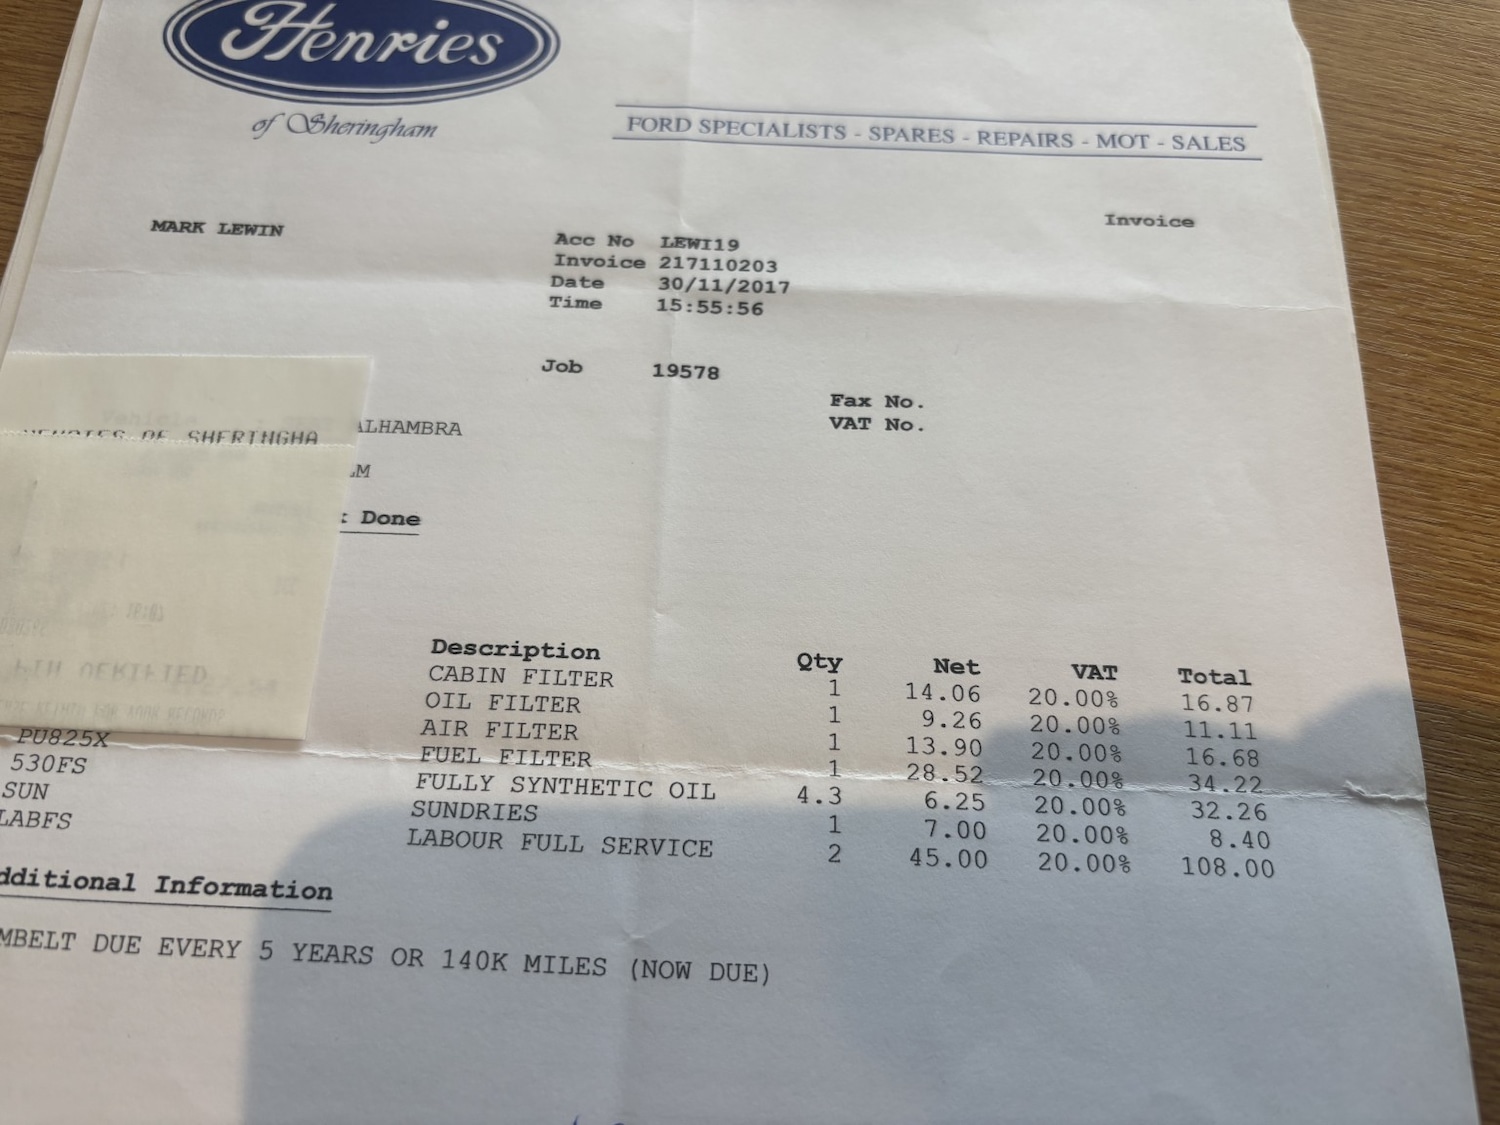 Henries
of Sheringham
FORD SPECIALISTS - SPARES - REPAIRS - MOT - SALES
MARK LEWIN
Invoice
Acc No LEWI19
Invoice 217110203
Date 30/11/2017
Time 15:55:56
Job 19578
Fax No.
VAT No.
ALHAMBRA
HENRIES OF SHERINGHA
LM
: Done
Description Qty Net VAT Total
CABIN FILTER 1 14.06 20.00% 16.87
OIL FILTER 1 9.26 20.00% 11.11
AIR FILTER 1 13.90 20.00% 16.68
PU825X FUEL FILTER 1 28.52 20.00% 34.22
530FS FULLY SYNTHETIC OIL 4.3 6.25 20.00% 32.26
SUN SUNDRIES 1 7.00 20.00% 8.40
LABFS LABOUR FULL SERVICE 2 45.00 20.00% 108.00
dditional Information
MBELT DUE EVERY 5 YEARS OR 140K MILES (NOW DUE)